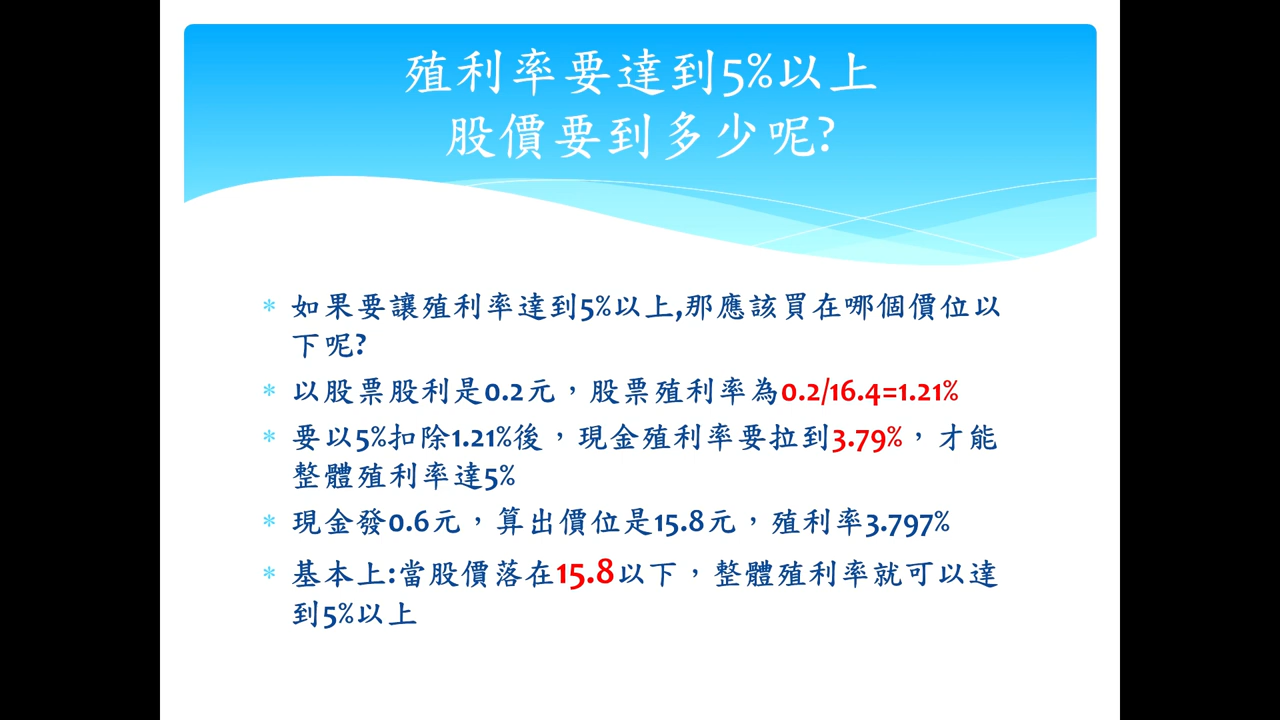 殖利率要達到5%以上
股價要到多少呢?
* 如果要讓殖利率達到5%以上,那應該買在哪個價位以
下呢?
* 以股票股利是0.2元，股票殖利率為0.2/16.4=1.21%
* 要以5%扣除1.21%後，現金殖利率要拉到3.79%，才能
整體殖利率達5%
* 現金發0.6元，算出價位是15.8元，殖利率3.797%
* 基本上:當股價落在15.8以下，整體殖利率就可以達
到5%以上